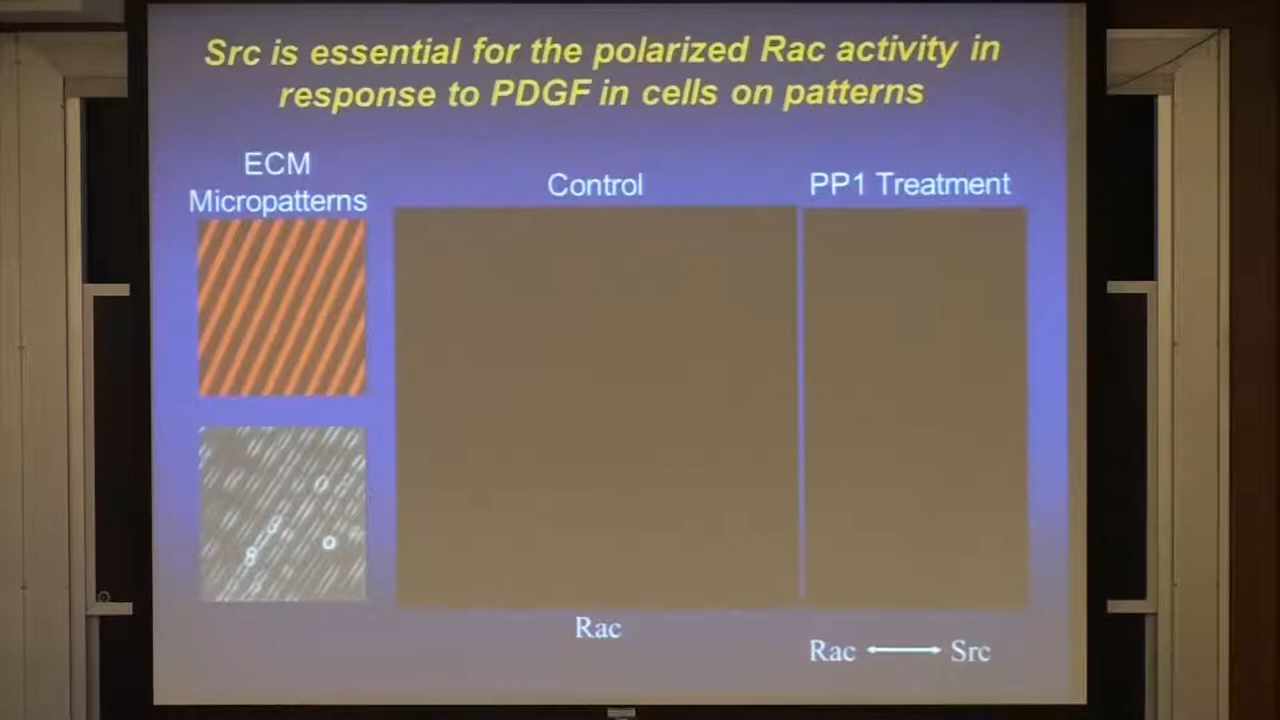 Src is essential for the polarized Rac activity in
response to PDGF in cells on patterns
ECM
Micropatterns
Control
PP1 Treatment
Rac
Rac ⟷ Src